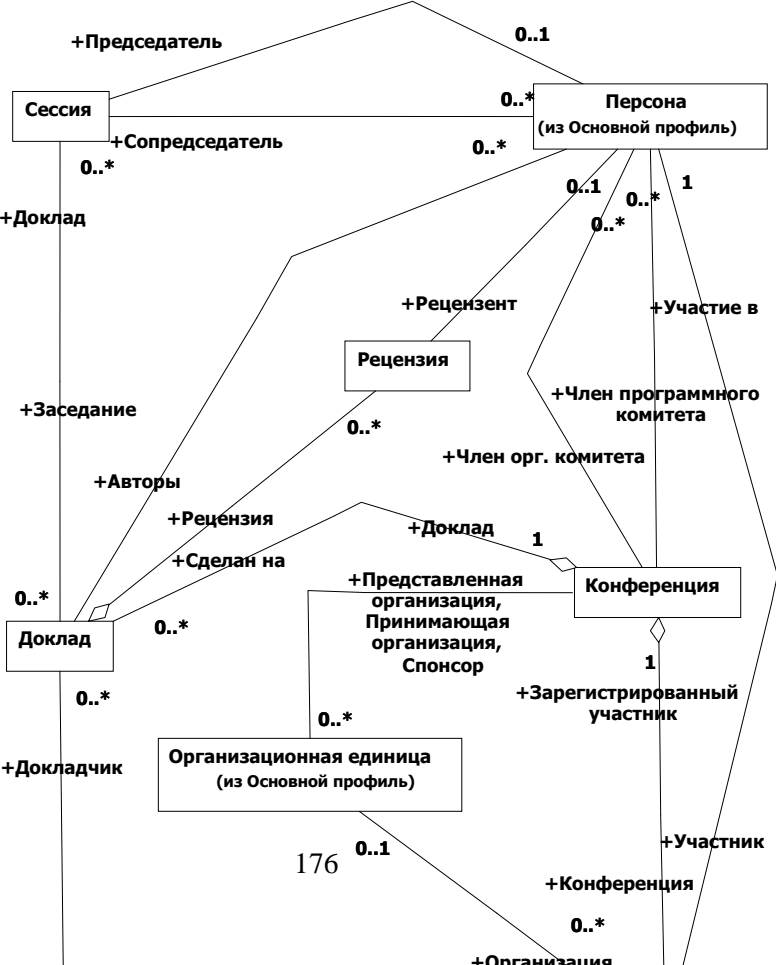 +Председатель
0..1
Сессия
0..*
Персона
(из Основной профиль)
+Сопредседатель
0..*
0..*
0..1
1
0..*
+Доклад
0..*
+Рецензент
+Участие в
Рецензия
+Член программного
комитета
+Заседание
0..*
+Член орг. комитета
+Авторы
+Рецензия
+Доклад
1
+Сделан на
+Представленная
организация,
Принимающая
организация,
Спонсор
Конференция
0..*
Доклад
0..*
1
0..*
+Зарегистрированный
участник
0..*
Организационная единица
(из Основной профиль)
+Докладчик
+Участник
176
0..1
+Конференция
0..*
+Организация